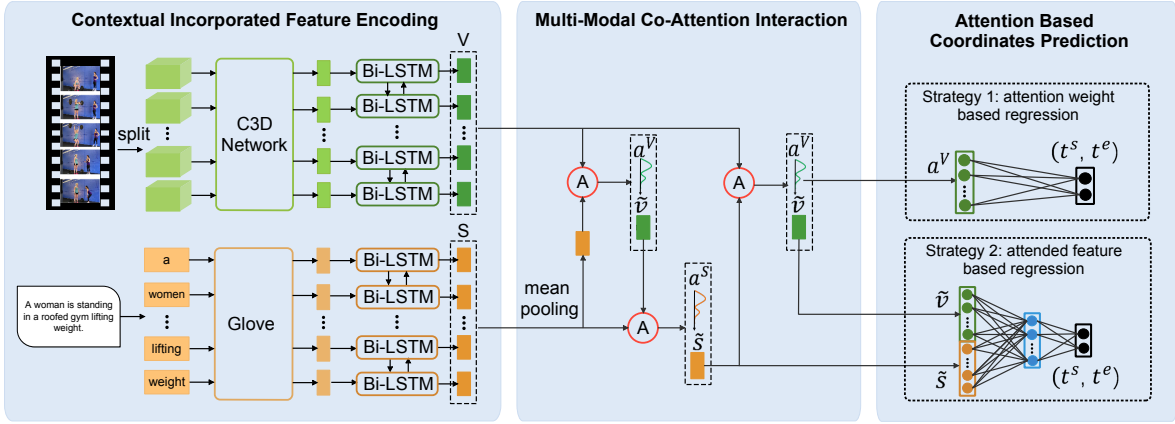 Contextual Incorporated Feature Encoding
V
split
C3D
Network
Bi-LSTM
Bi-LSTM
Bi-LSTM
Bi-LSTM
S
A woman is standing
in a roofed gym lifting
weight.
a
women
lifting
weight
Glove
Bi-LSTM
Bi-LSTM
Bi-LSTM
Bi-LSTM
Multi-Modal Co-Attention Interaction
mean
pooling
A
a^V
ṽ
A
a^S
s̃
A
a^V
ṽ
Attention Based
Coordinates Prediction
Strategy 1: attention weight
based regression
a^V
(t^s, t^e)
Strategy 2: attended feature
based regression
ṽ
s̃
(t^s, t^e)